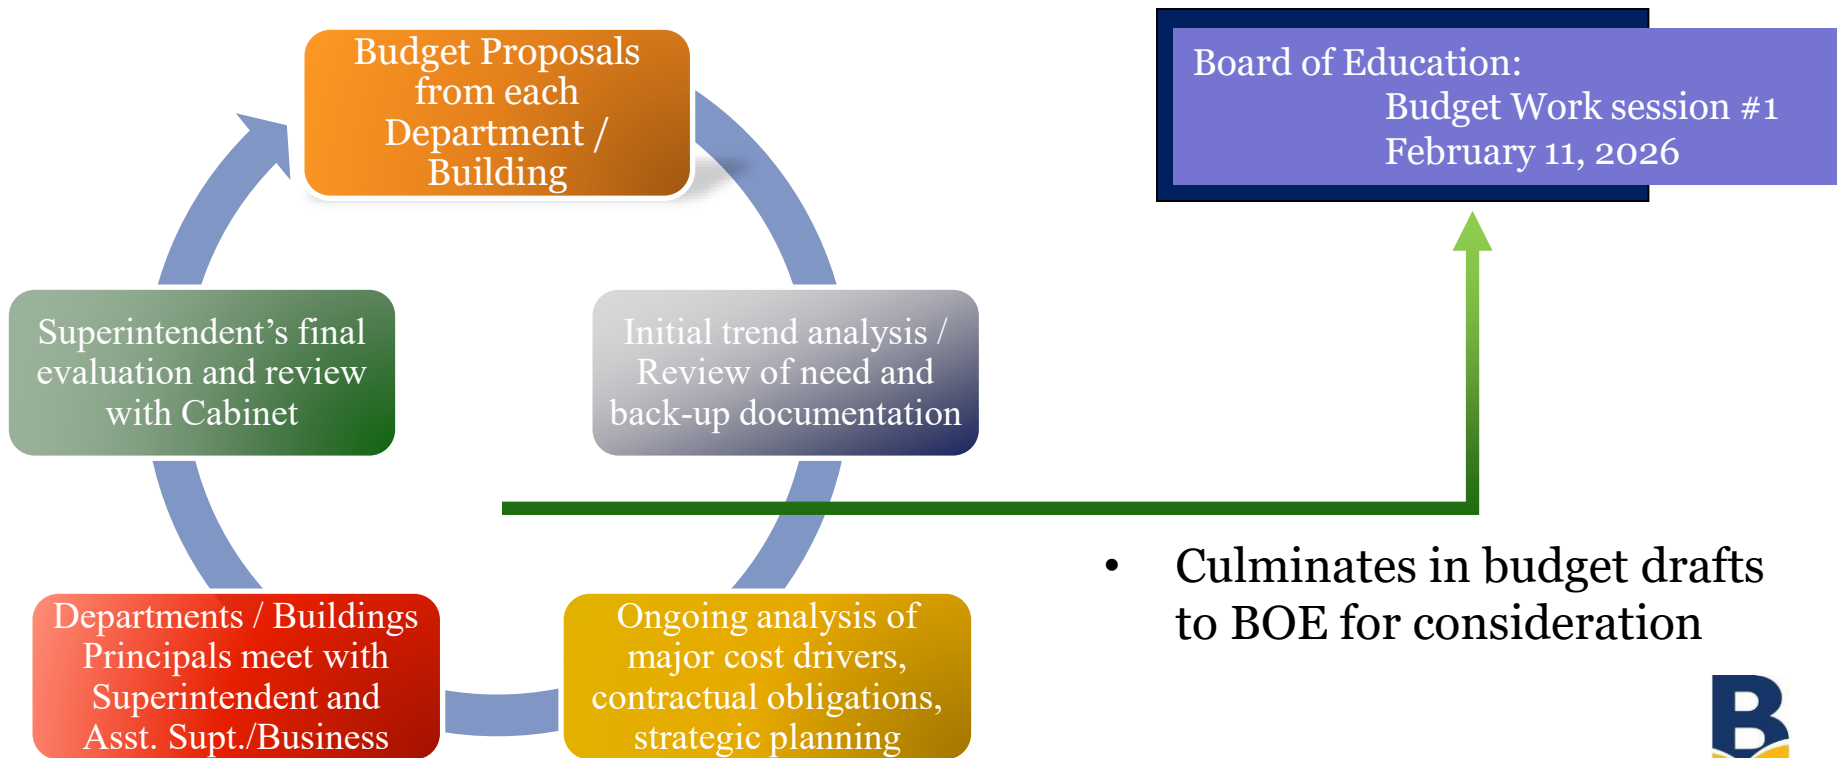 Budget Proposals
from each
Department /
Building
Board of Education:
Budget Work session #1
February 11, 2026
Superintendent’s final
evaluation and review
with Cabinet
Initial trend analysis /
Review of need and
back-up documentation
Departments / Buildings
Principals meet with
Superintendent and
Asst. Supt./Business
Ongoing analysis of
major cost drivers,
contractual obligations,
strategic planning
• Culminates in budget drafts
to BOE for consideration
B